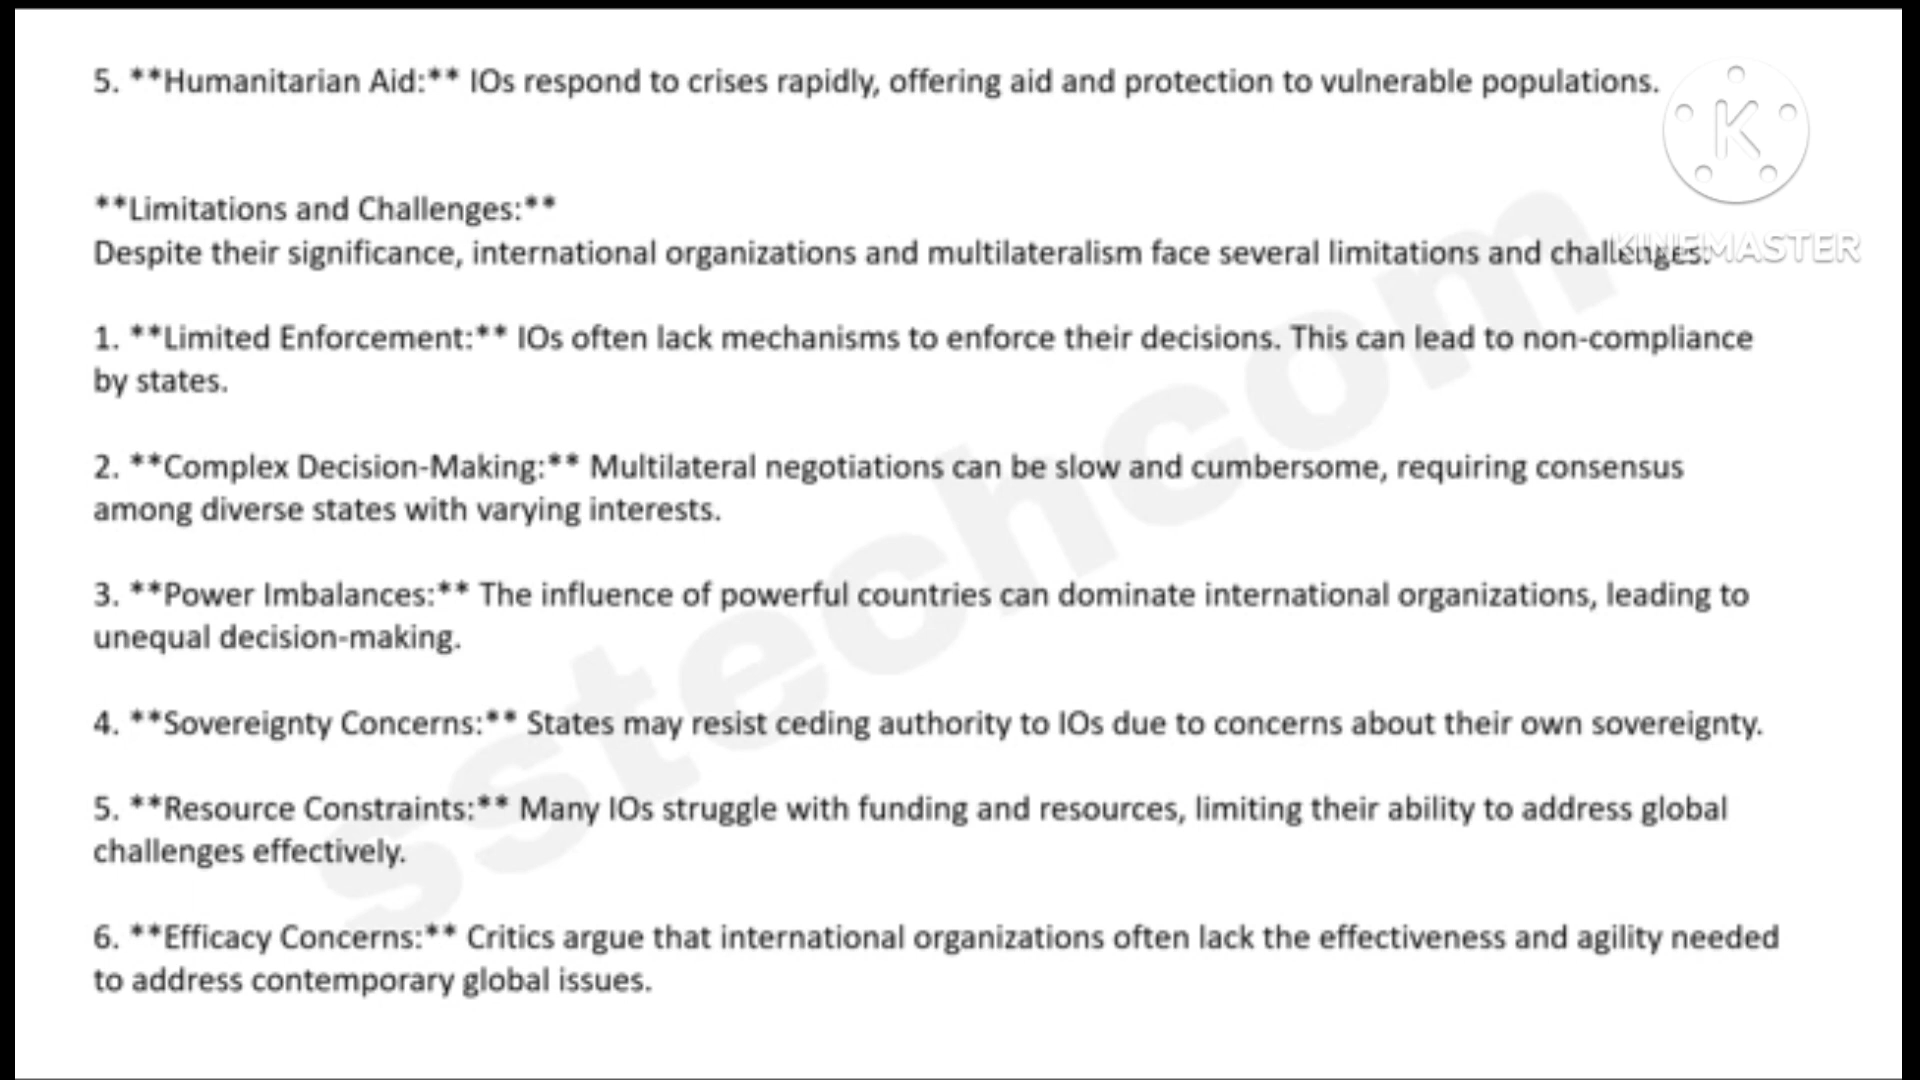 5. **Humanitarian Aid:** IOs respond to crises rapidly, offering aid and protection to vulnerable populations.
K
KINEMASTER
**Limitations and Challenges:**
Despite their significance, international organizations and multilateralism face several limitations and challenges:
1. **Limited Enforcement:** IOs often lack mechanisms to enforce their decisions. This can lead to non-compliance
by states.
2. **Complex Decision-Making:** Multilateral negotiations can be slow and cumbersome, requiring consensus
among diverse states with varying interests.
3. **Power Imbalances:** The influence of powerful countries can dominate international organizations, leading to
unequal decision-making.
4. **Sovereignty Concerns:** States may resist ceding authority to IOs due to concerns about their own sovereignty.
5. **Resource Constraints:** Many IOs struggle with funding and resources, limiting their ability to address global
challenges effectively.
6. **Efficacy Concerns:** Critics argue that international organizations often lack the effectiveness and agility needed
to address contemporary global issues.
sstechcom